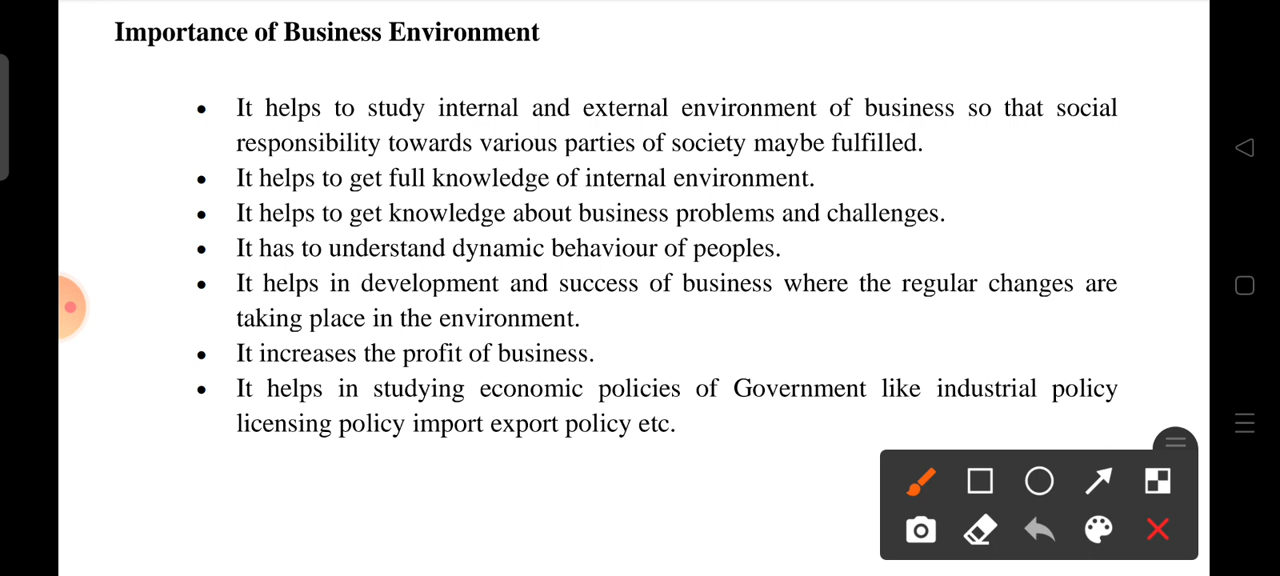 Importance of Business Environment
• It helps to study internal and external environment of business so that social
responsibility towards various parties of society maybe fulfilled.
• It helps to get full knowledge of internal environment.
• It helps to get knowledge about business problems and challenges.
• It has to understand dynamic behaviour of peoples.
• It helps in development and success of business where the regular changes are
taking place in the environment.
• It increases the profit of business.
• It helps in studying economic policies of Government like industrial policy
licensing policy import export policy etc.